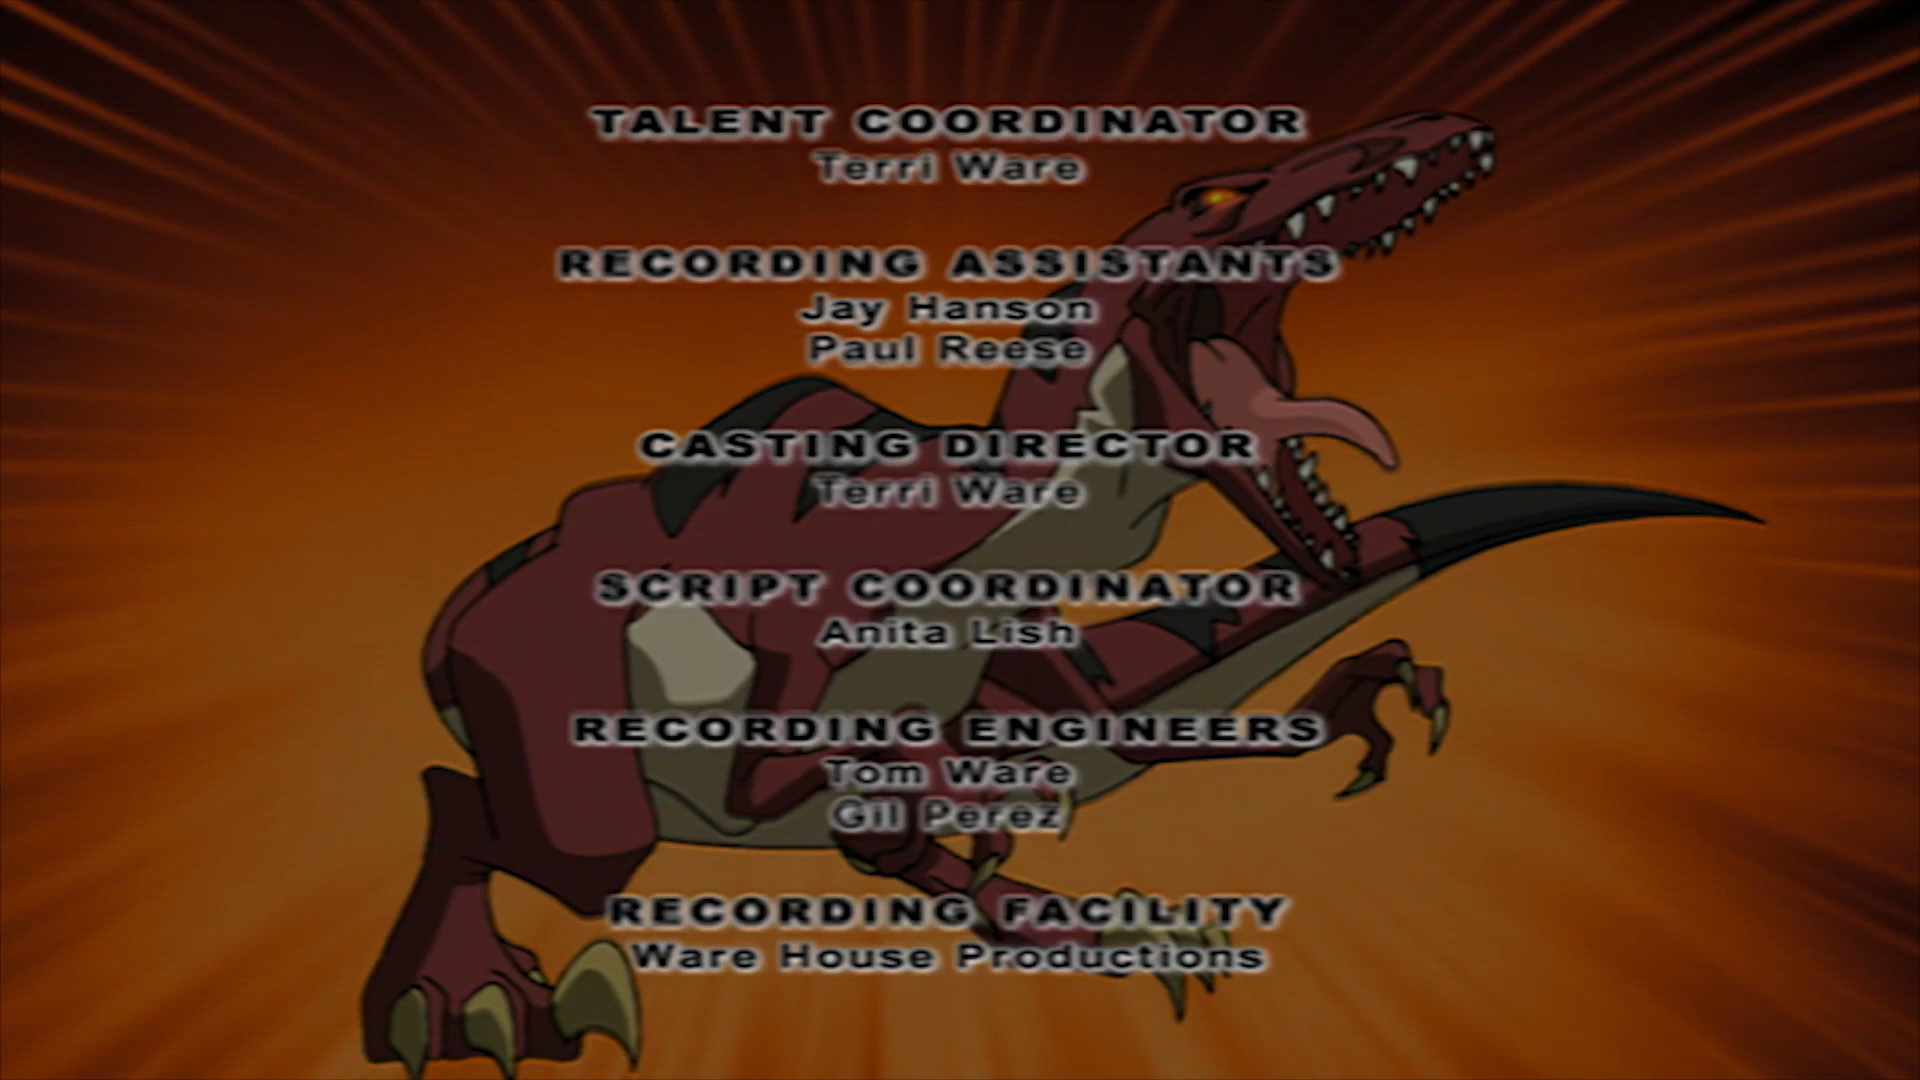 TALENT COORDINATOR
Terri Ware
RECORDING ASSISTANTS
Jay Hanson
Paul Reese
CASTING DIRECTOR
Terri Ware
SCRIPT COORDINATOR
Anita Lish
RECORDING ENGINEERS
Tom Ware
Gil Perez
RECORDING FACILITY
Ware House Productions